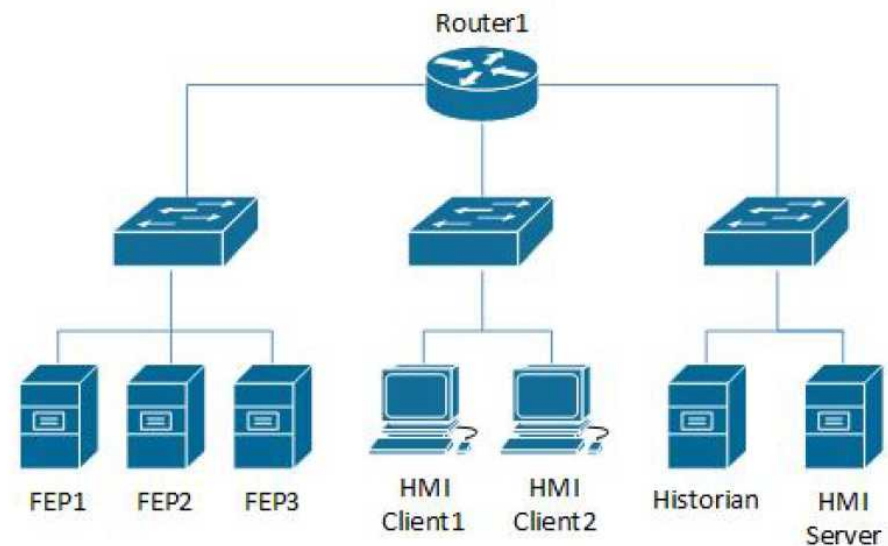 Router1
FEP1
FEP2
FEP3
HMI
Client1
HMI
Client2
Historian
HMI
Server